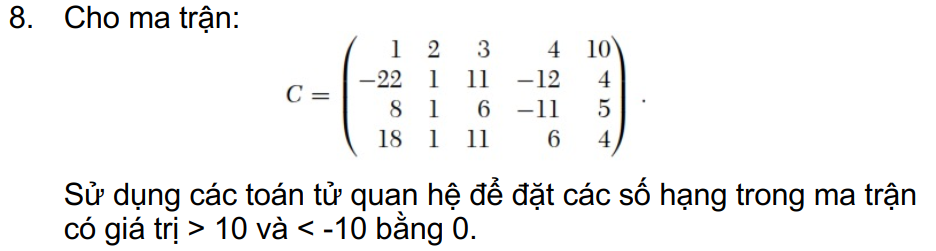 8. Cho ma trận:
1 2 3 4 10
C = −22 1 11 −12 4
8 1 6 −11 5 .
18 1 11 6 4
Sử dụng các toán tử quan hệ để đặt các số hạng trong ma trận
có giá trị > 10 và < -10 bằng 0.